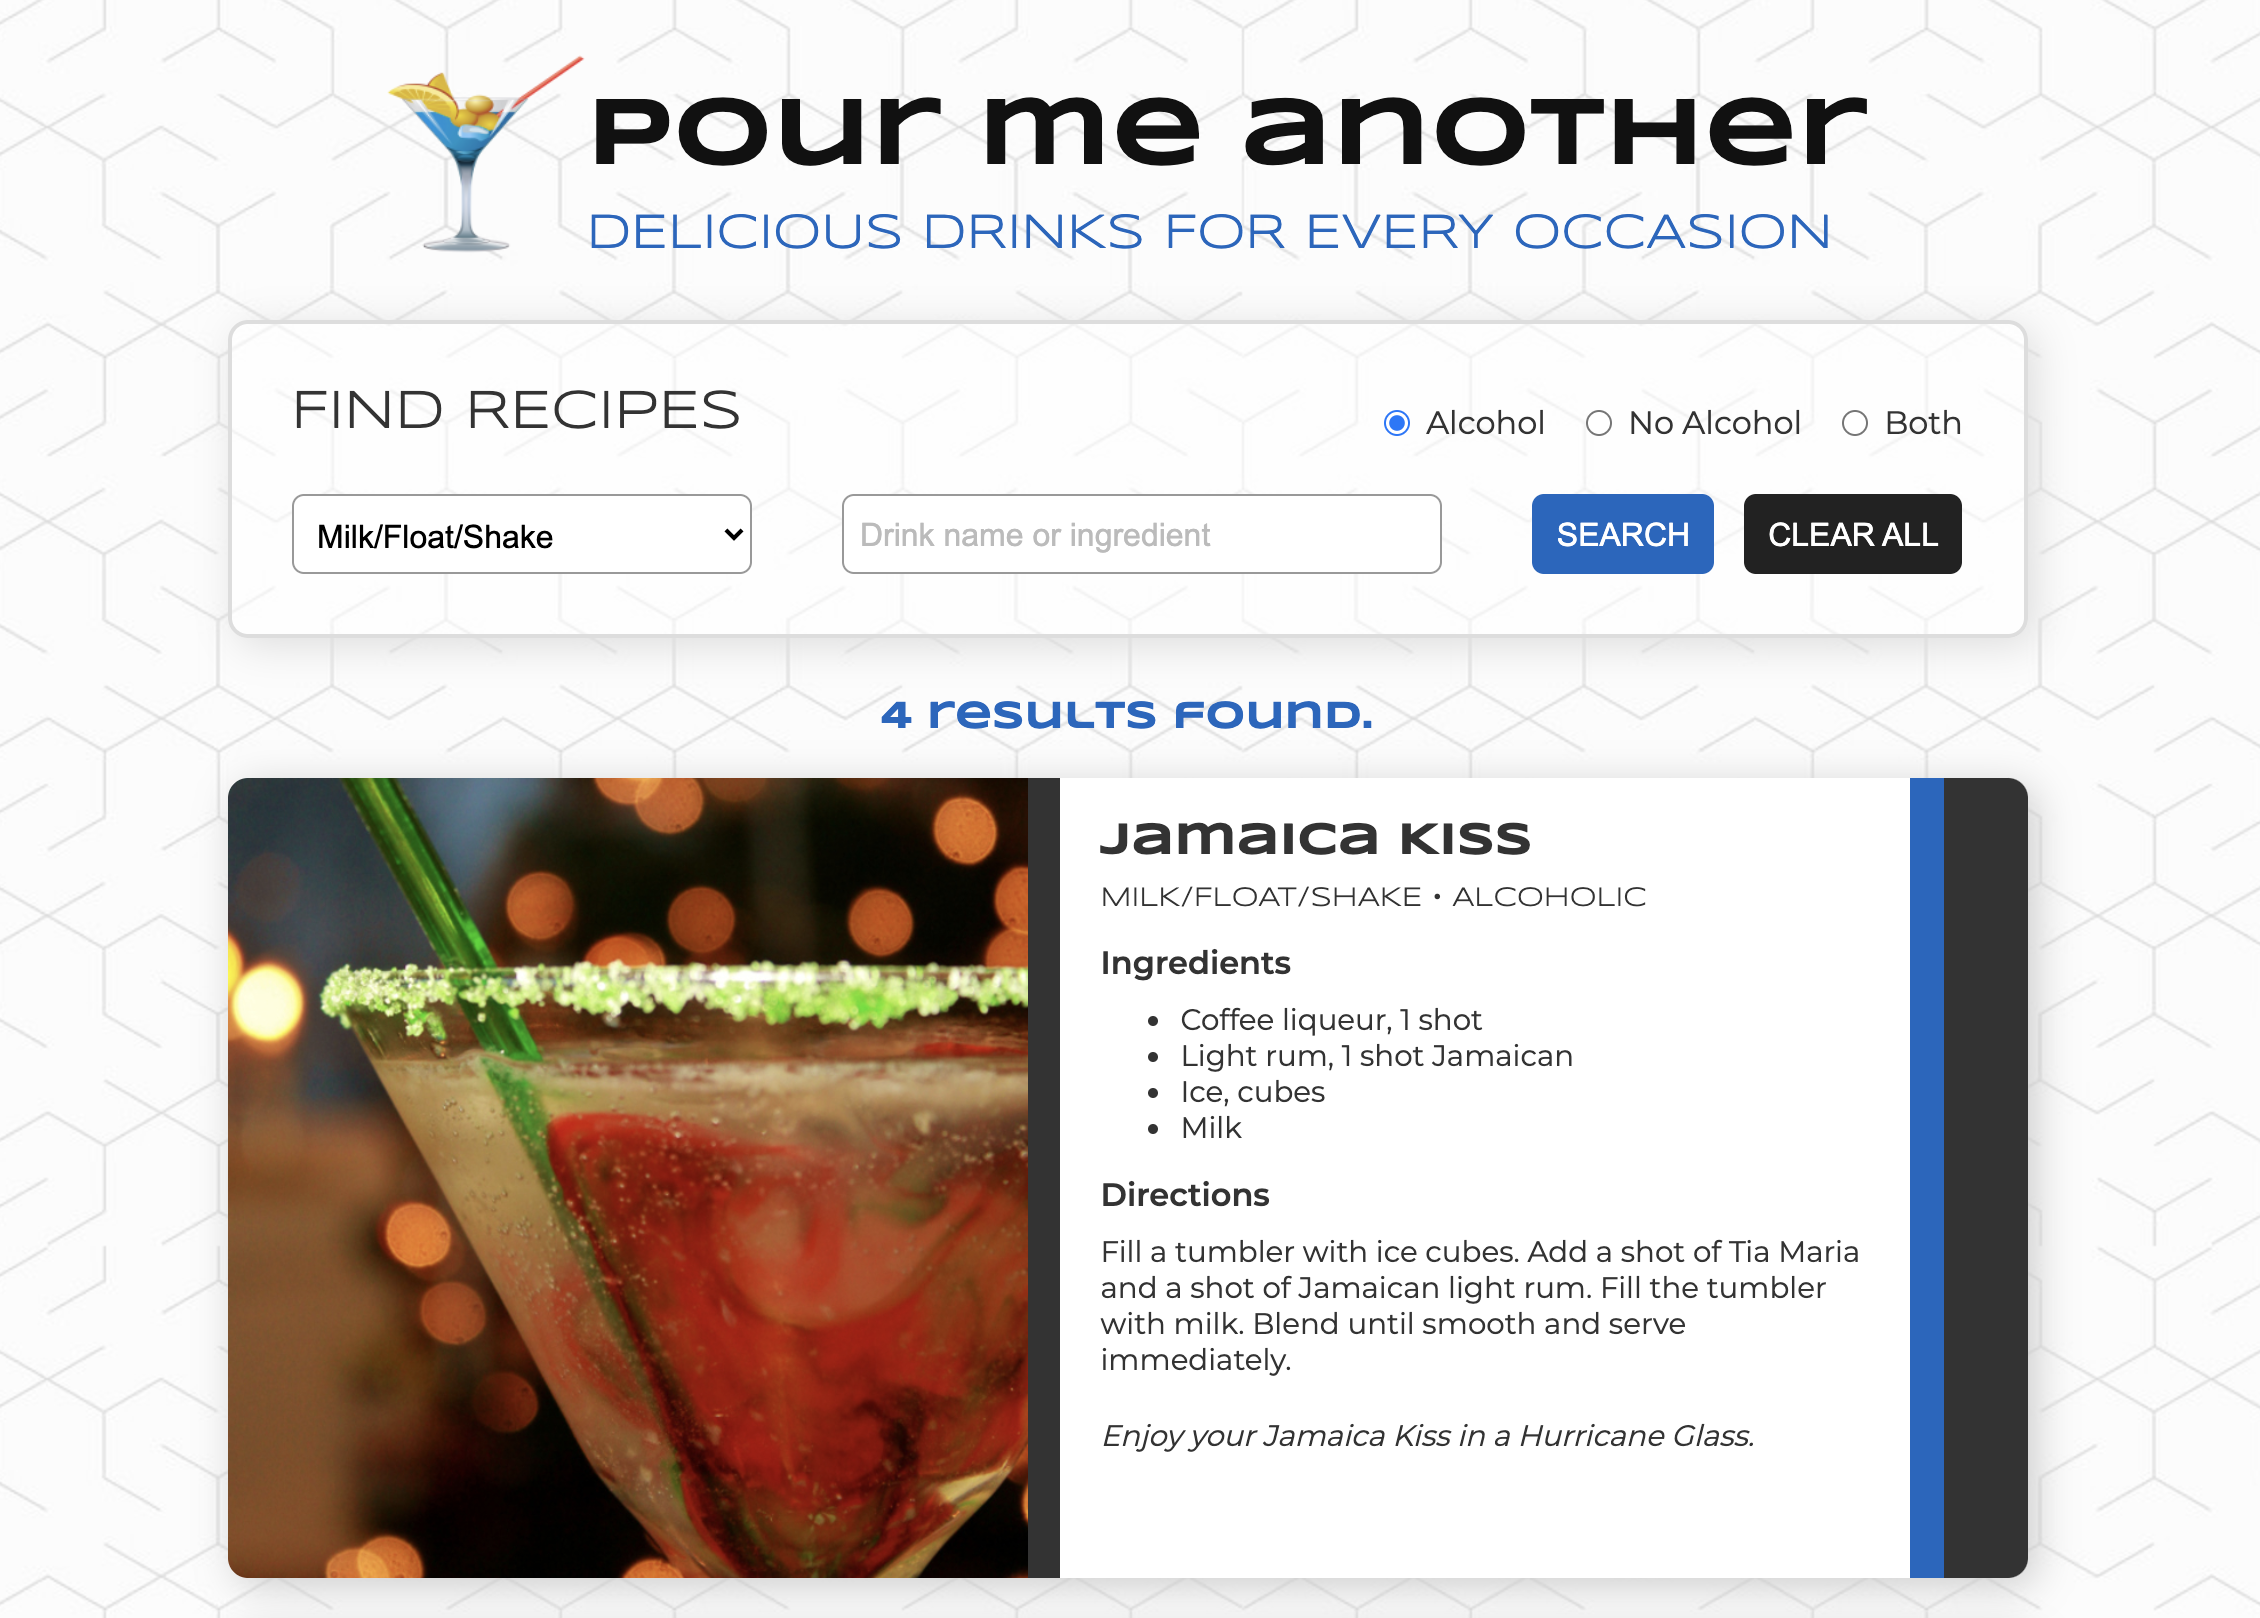 Pour Me Another
DELICIOUS DRINKS FOR EVERY OCCASION
FIND RECIPES
Alcohol
No Alcohol
Both
Milk/Float/Shake
Drink name or ingredient
SEARCH
CLEAR ALL
4 results found.
Jamaica Kiss
MILK/FLOAT/SHAKE • ALCOHOLIC
Ingredients
• Coffee liqueur, 1 shot
• Light rum, 1 shot Jamaican
• Ice, cubes
• Milk
Directions
Fill a tumbler with ice cubes. Add a shot of Tia Maria
and a shot of Jamaican light rum. Fill the tumbler
with milk. Blend until smooth and serve
immediately.
Enjoy your Jamaica Kiss in a Hurricane Glass.